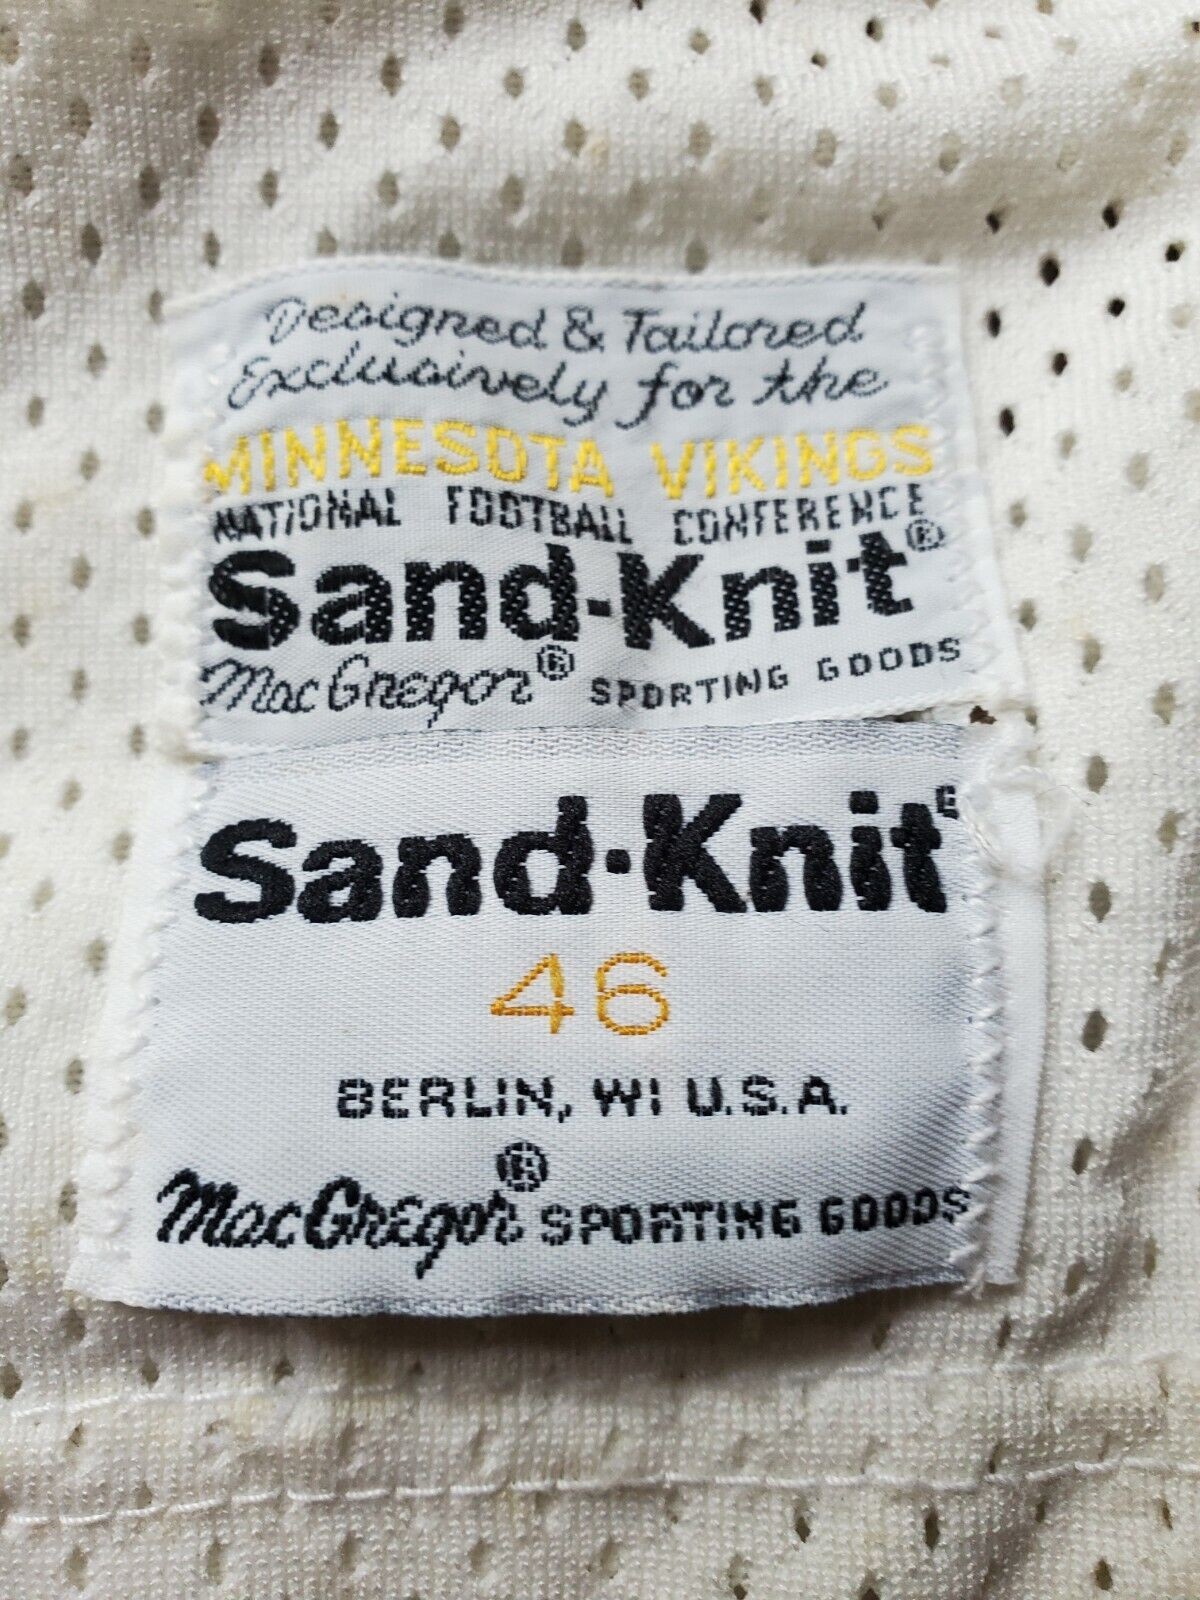 Designed & Tailored
Exclusively for the
MINNESOTA VIKINGS
NATIONAL FOOTBALL CONFERENCE
Sand-Knit®
MacGregor® SPORTING GOODS
Sand-Knit®
46
BERLIN, WI U.S.A.
MacGregor® SPORTING GOODS